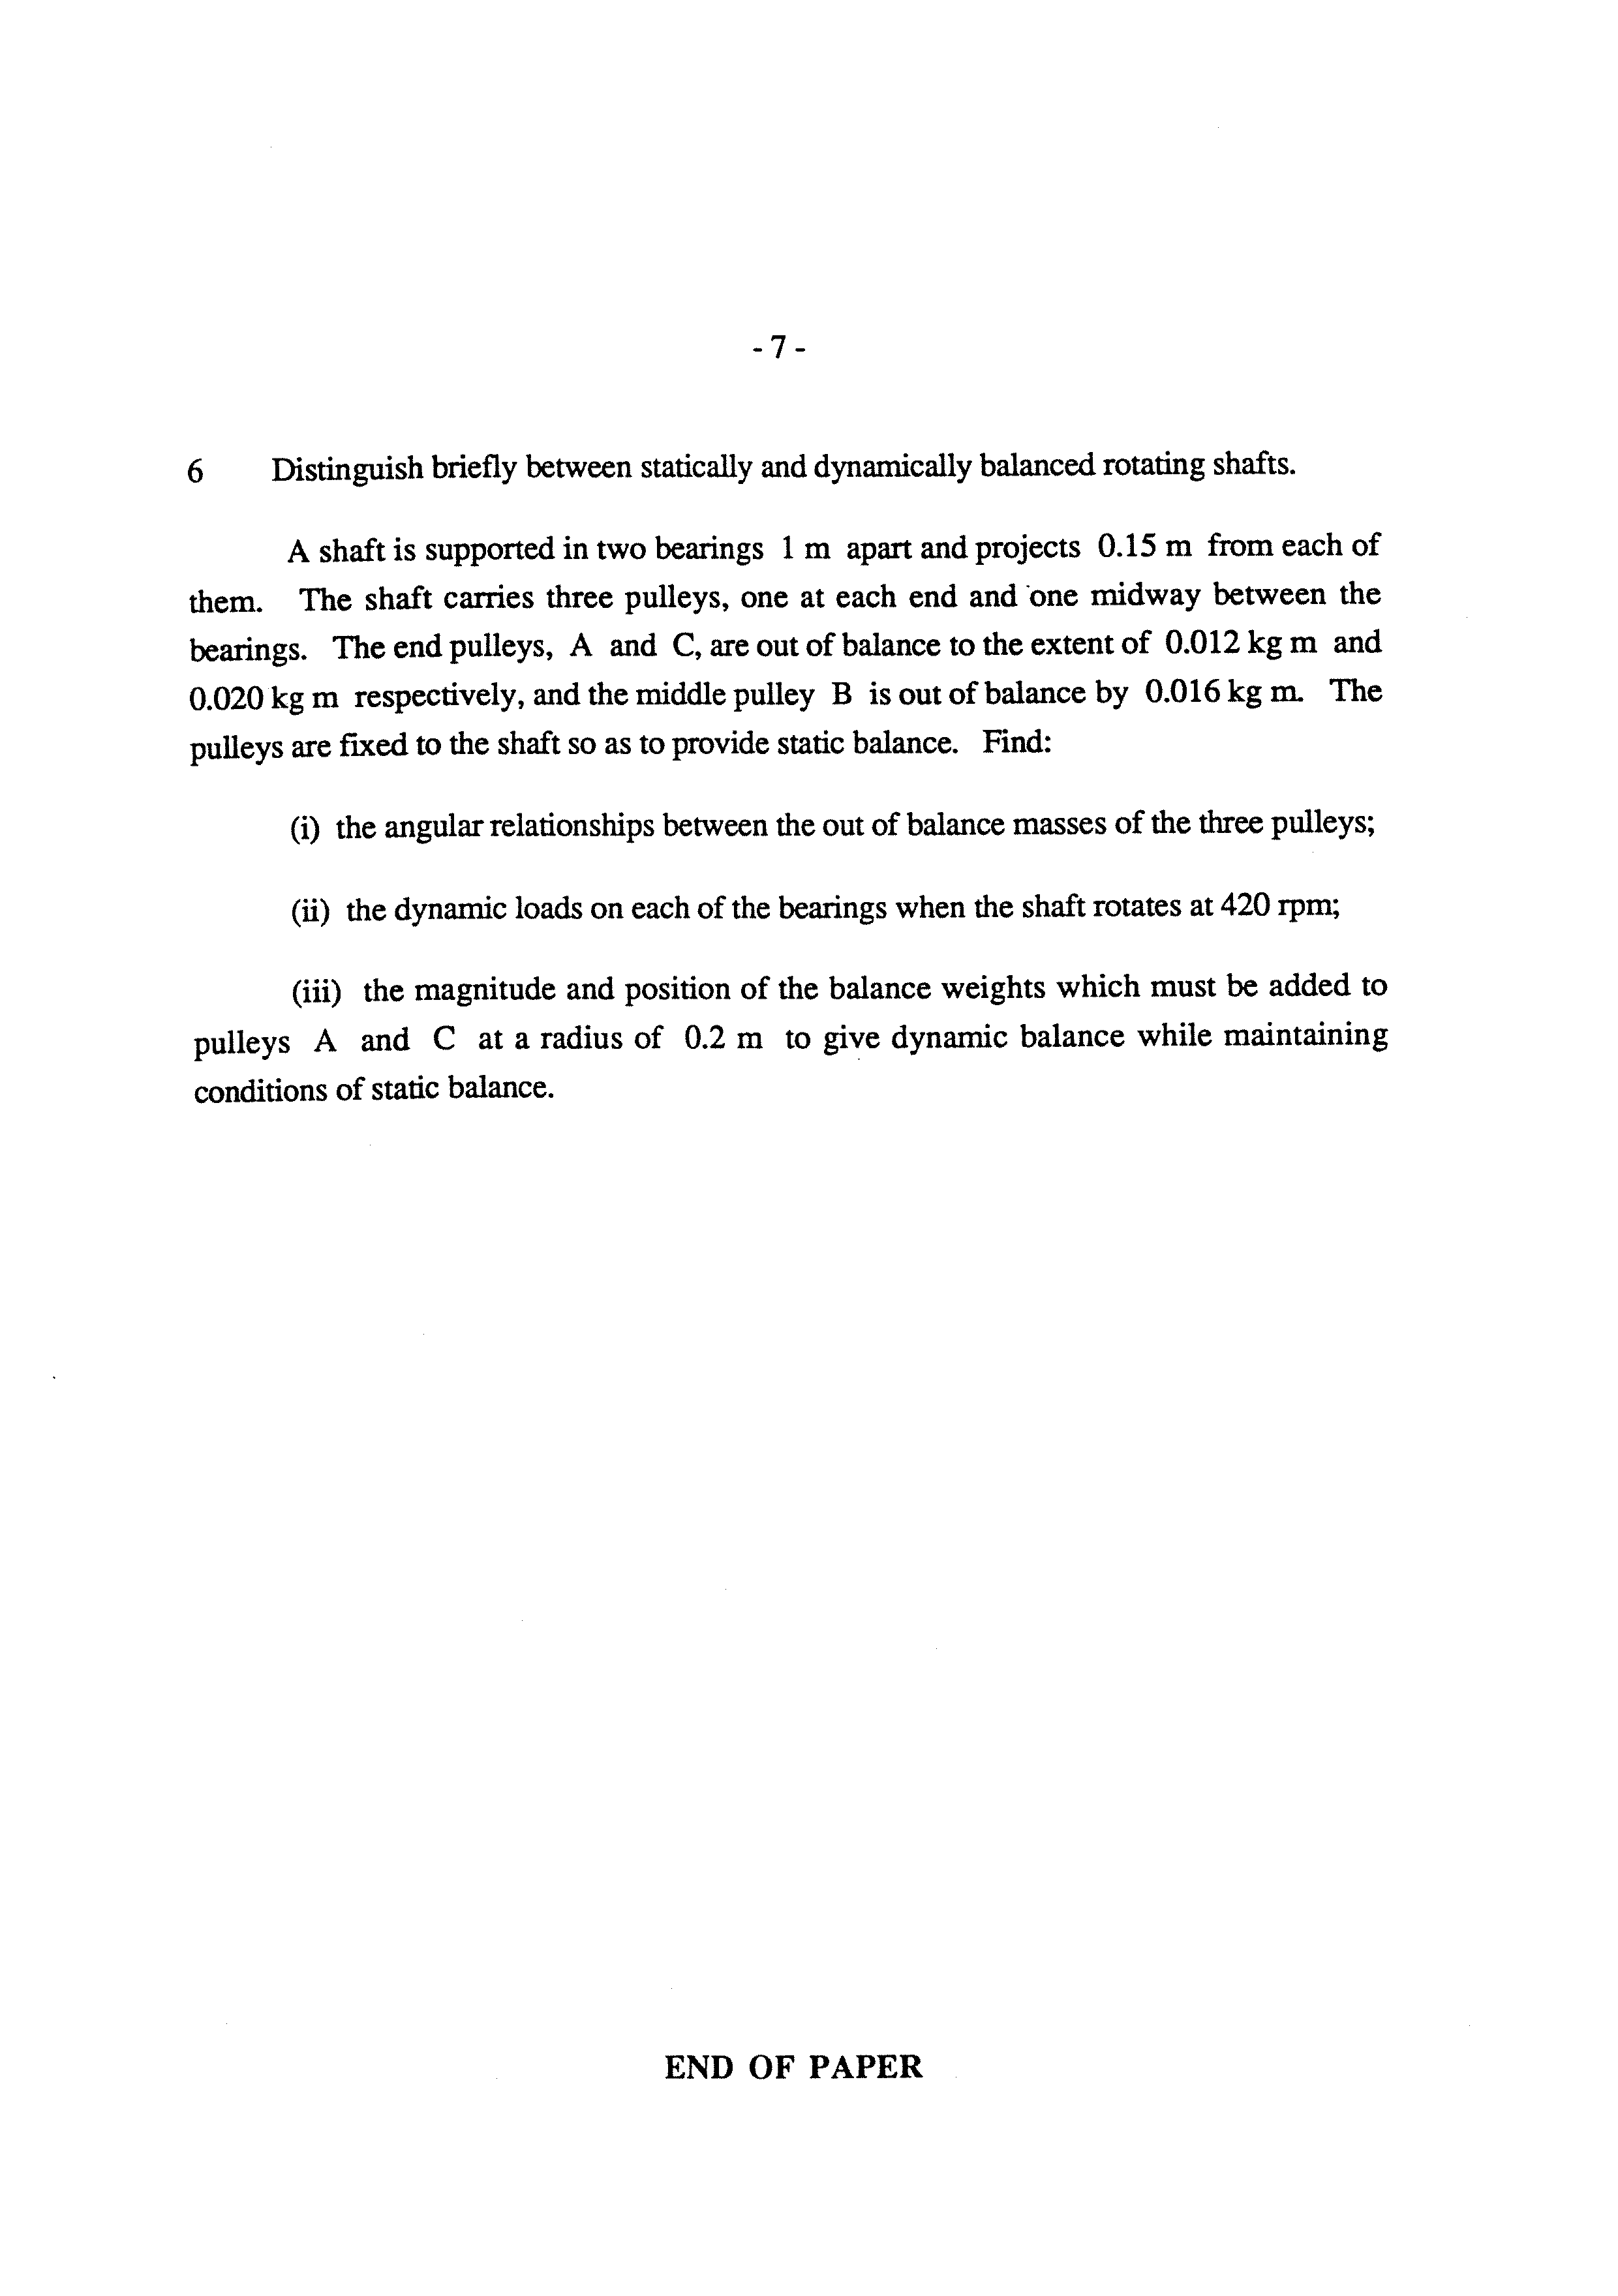 - 7 -
6 Distinguish briefly between statically and dynamically balanced rotating shafts.
A shaft is supported in two bearings 1 m apart and projects 0.15 m from each of
them. The shaft carries three pulleys, one at each end and one midway between the
bearings. The end pulleys, A and C, are out of balance to the extent of 0.012 kg m and
0.020 kg m respectively, and the middle pulley B is out of balance by 0.016 kg m. The
pulleys are fixed to the shaft so as to provide static balance. Find:
(i) the angular relationships between the out of balance masses of the three pulleys;
(ii) the dynamic loads on each of the bearings when the shaft rotates at 420 rpm;
(iii) the magnitude and position of the balance weights which must be added to
pulleys A and C at a radius of 0.2 m to give dynamic balance while maintaining
conditions of static balance.
END OF PAPER